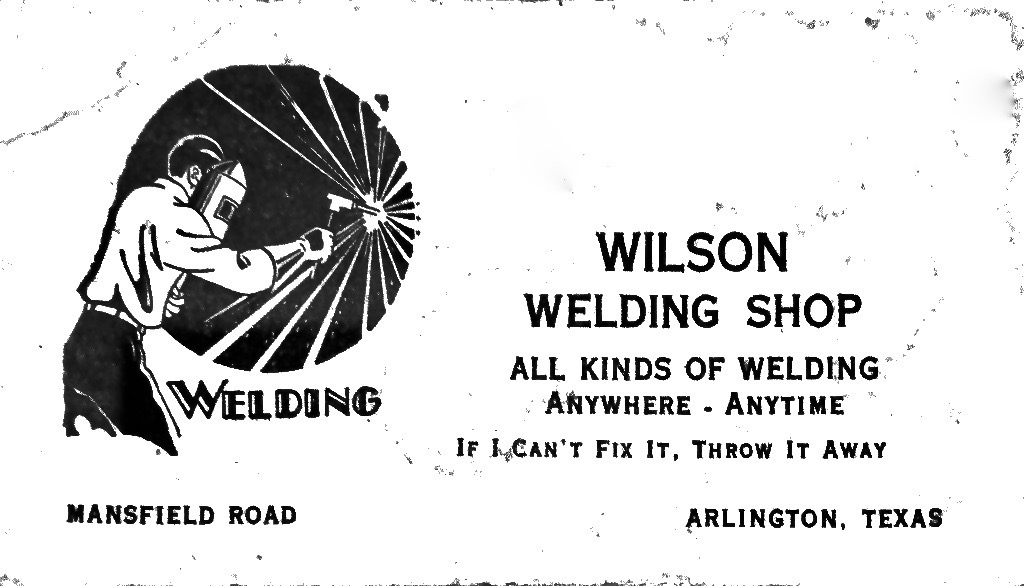 WILSON
WELDING SHOP
ALL KINDS OF WELDING
ANYWHERE - ANYTIME
IF I CAN'T FIX IT, THROW IT AWAY
WELDING
MANSFIELD ROAD
ARLINGTON, TEXAS